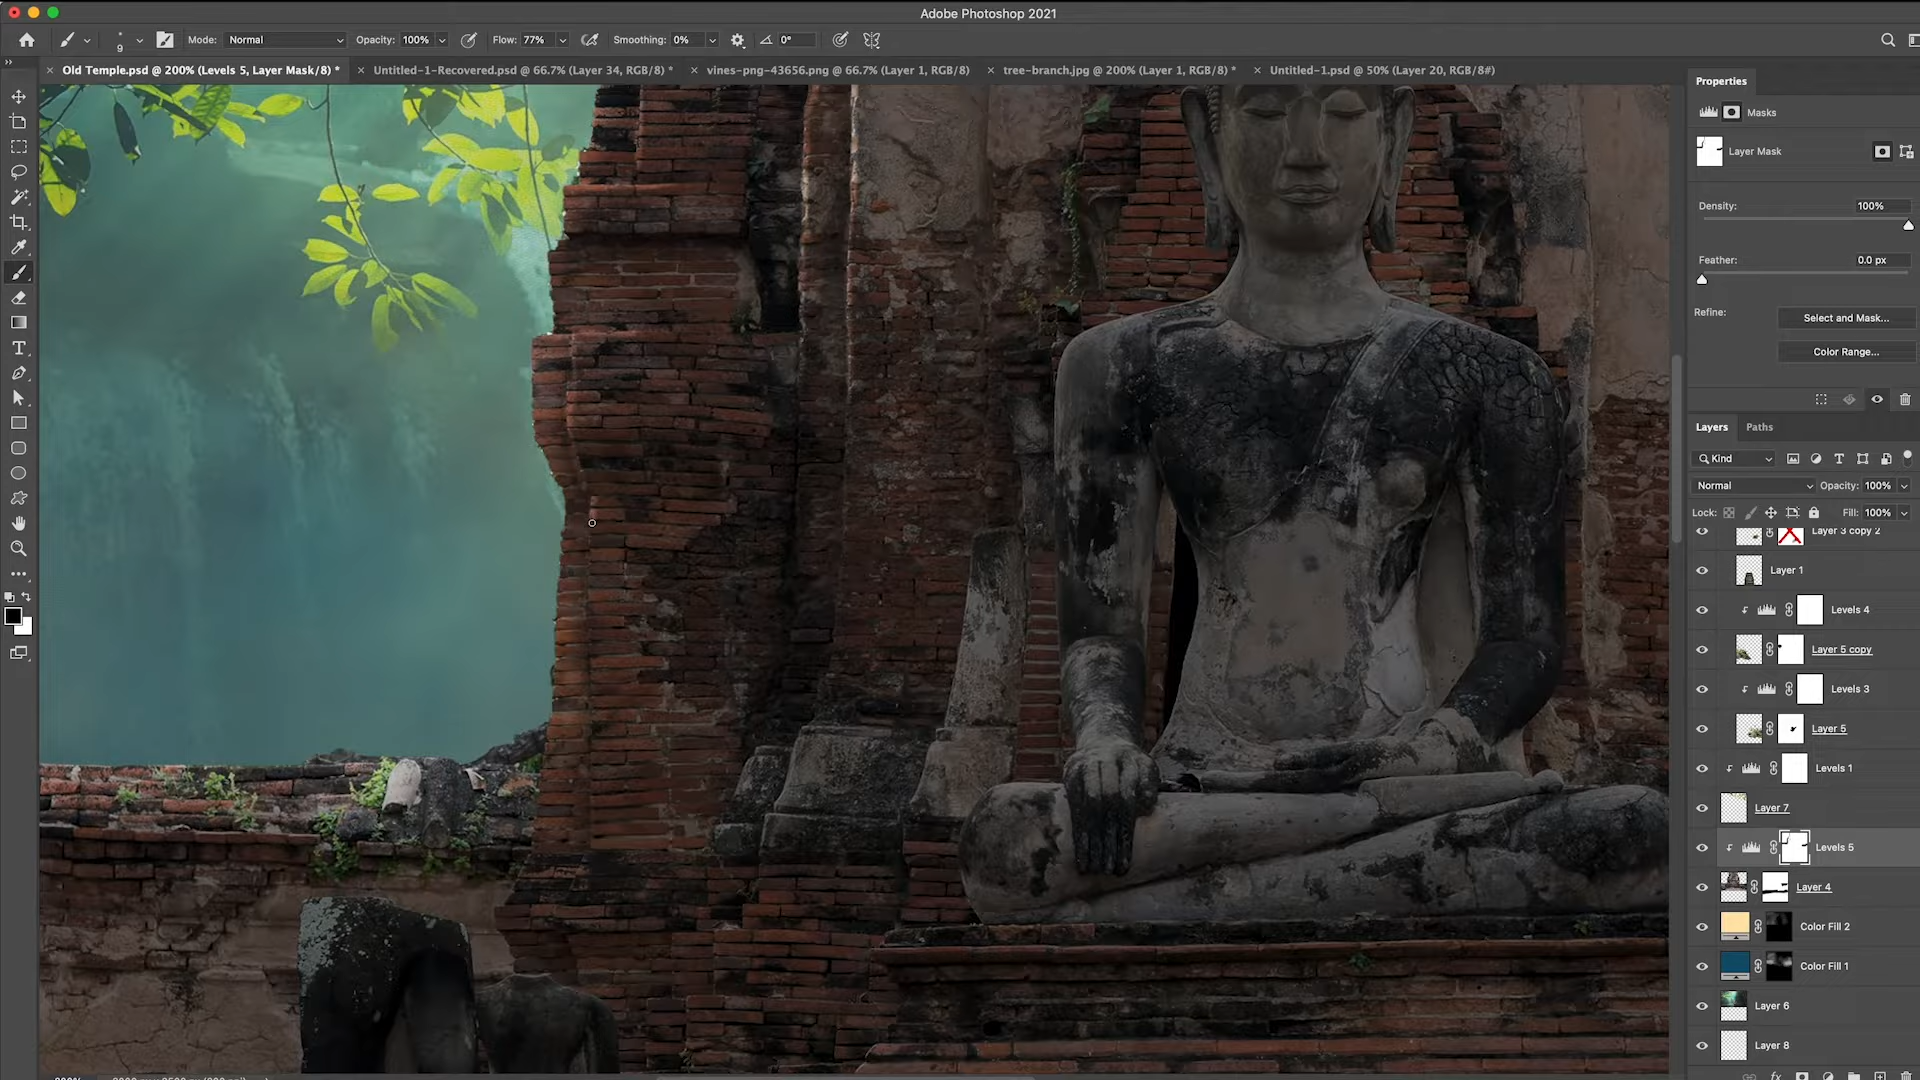 Adobe Photoshop 2021
9
Mode: Normal
Opacity: 100%
Flow: 77%
Smoothing: 0%
0°
Old Temple.psd @ 200% (Levels 5, Layer Mask/8) *
Untitled-1-Recovered.psd @ 66.7% (Layer 34, RGB/8) *
vines-png-43656.png @ 66.7% (Layer 1, RGB/8)
tree-branch.jpg @ 200% (Layer 1, RGB/8) *
Untitled-1.psd @ 50% (Layer 20, RGB/8#)
Properties
Masks
Layer Mask
Density: 100%
Feather: 0.0 px
Refine:
Select and Mask...
Color Range...
Layers Paths
Kind
Normal Opacity: 100%
Lock: Fill: 100%
Layer 3 copy 2
Layer 1
Levels 4
Layer 5 copy
Levels 3
Layer 5
Levels 1
Layer 7
Levels 5
Layer 4
Color Fill 2
Color Fill 1
Layer 6
Layer 8